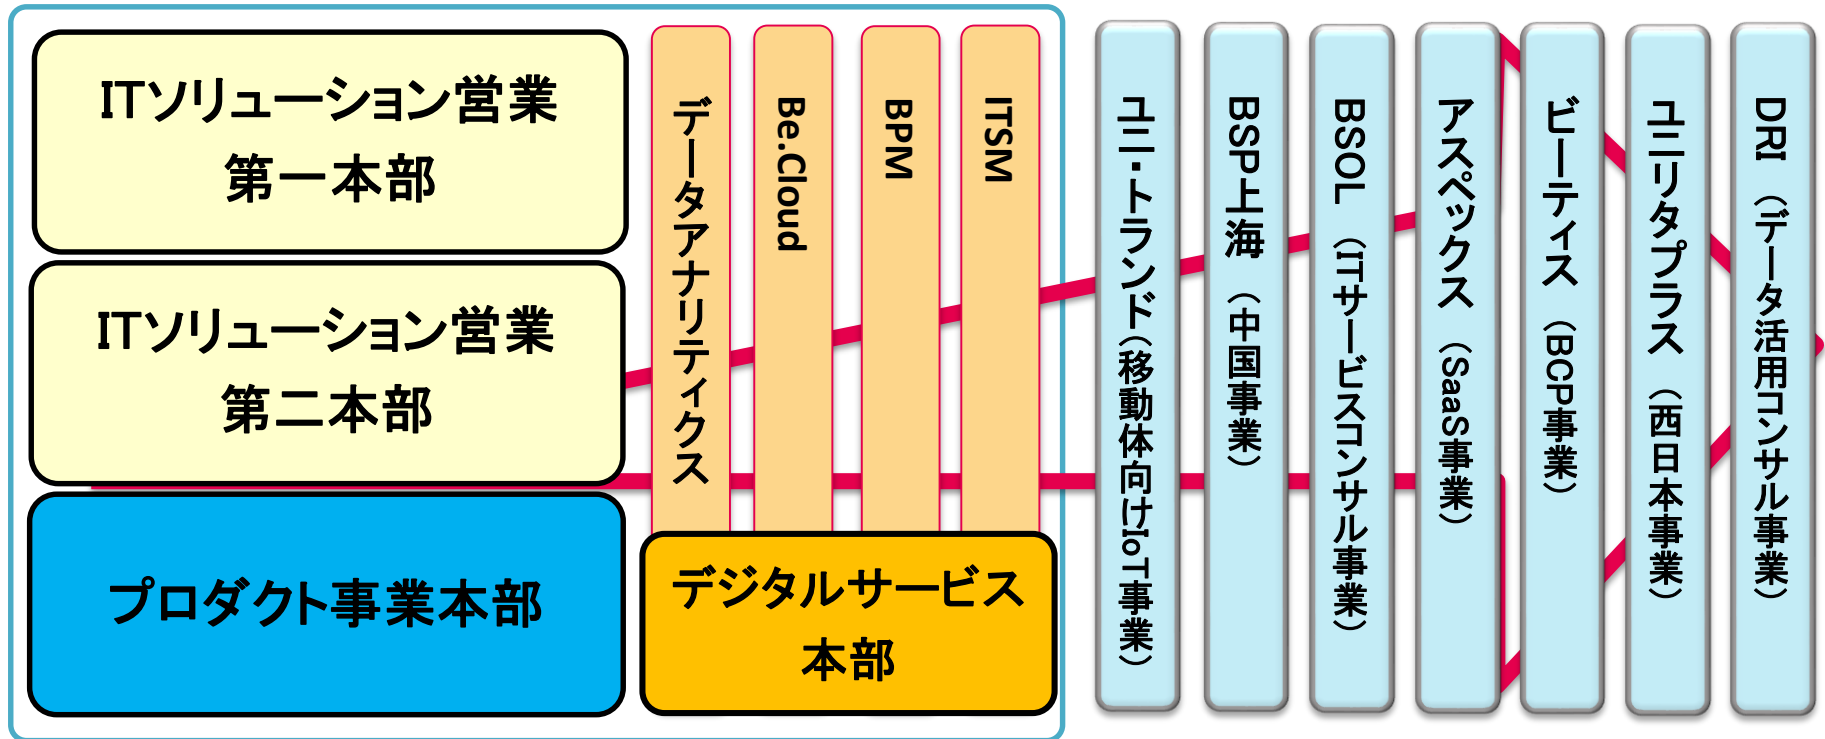 ITソリューション営業
第一本部
ITソリューション営業
第二本部
プロダクト事業本部
データアナリティクス
Be.Cloud
BPM
ITSM
デジタルサービス
本部
ユニ・トランド（移動体向けIoT事業）
BSP上海 （中国事業）
BSOL （ITサービスコンサル事業）
アスペックス （SaaS事業）
ビーティス （BCP事業）
ユニリタプラス （西日本事業）
DRI （データ活用コンサル事業）